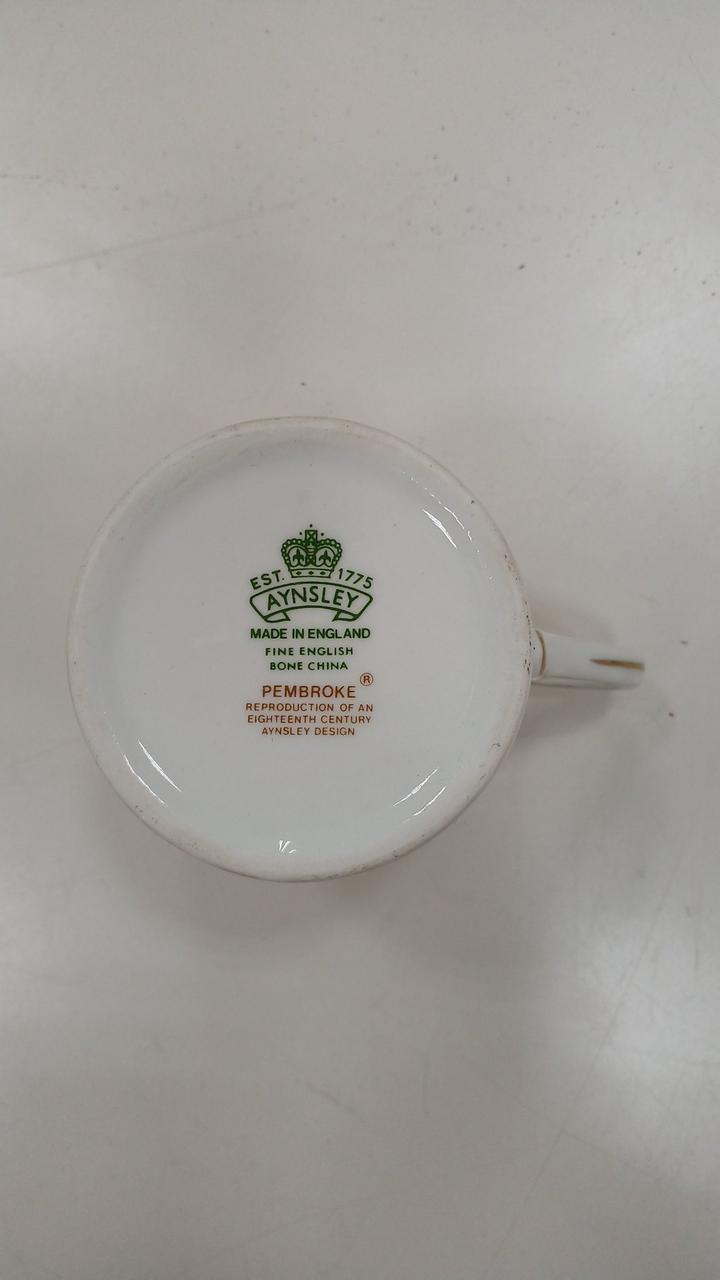 EST. 1775
AYNSLEY
MADE IN ENGLAND
FINE ENGLISH
BONE CHINA
PEMBROKE ®
REPRODUCTION OF AN
EIGHTEENTH CENTURY
AYNSLEY DESIGN